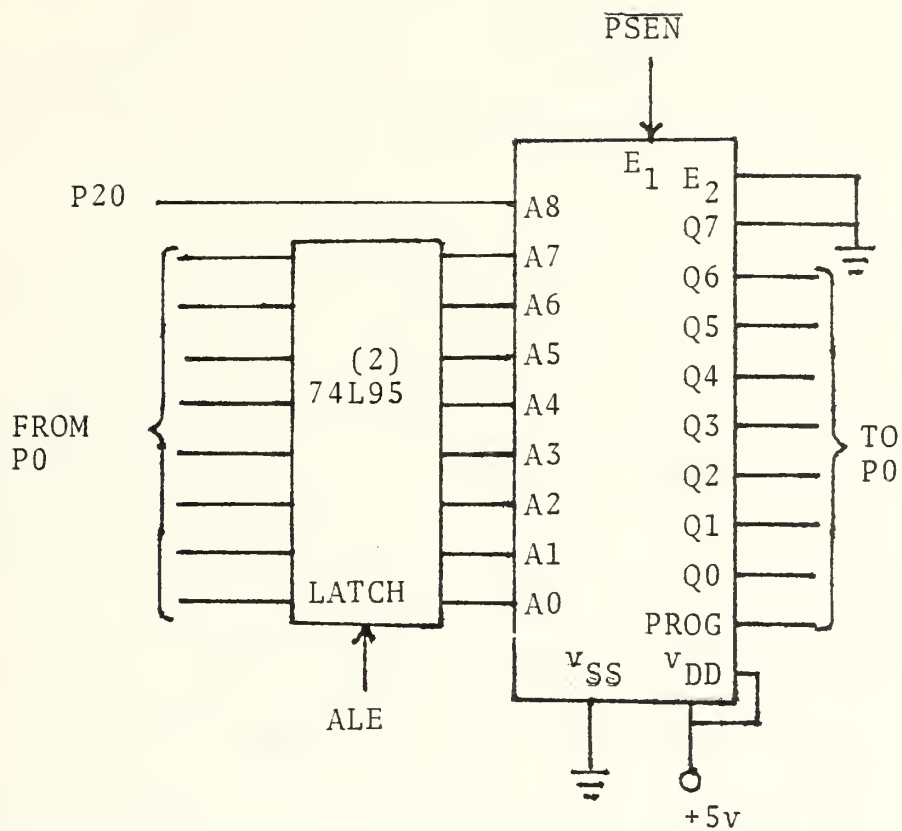 PSEN
E1 E2
P20 A8 Q7
A7 Q6
A6 Q5
A5 Q4
A4 Q3
A3 Q2
A2 Q1
A1 Q0
A0 PROG
(2)
74L95
LATCH
FROM
P0
TO
P0
VSS VDD
ALE
+5v